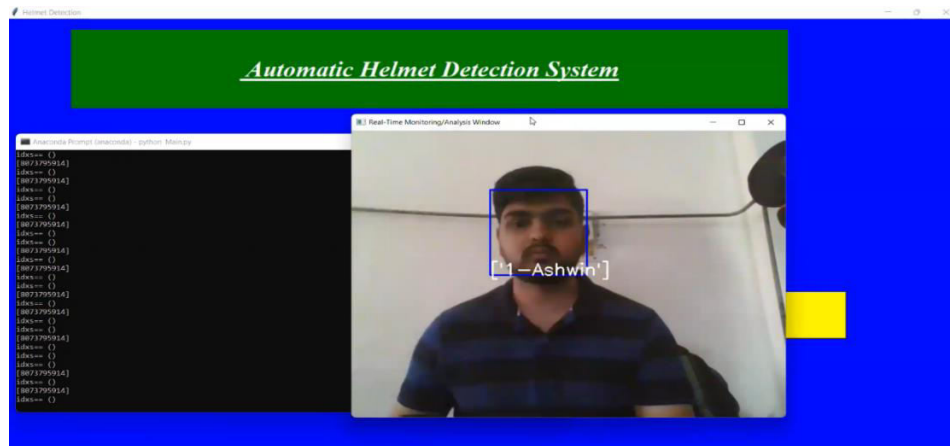 Helmet Detection
Automatic Helmet Detection System
Real-Time Monitoring/Analysis Window
Anaconda Prompt (anaconda) - python Main.py
idxs== ()
[8073795914]
idxs== ()
[8073795914]
idxs== ()
idxs== ()
[8073795914]
idxs== ()
[8073795914]
idxs== ()
idxs== ()
[8073795914]
idxs== ()
[8073795914]
idxs== ()
idxs== ()
[8073795914]
idxs== ()
[8073795914]
idxs== ()
idxs== ()
[8073795914]
idxs== ()
idxs== ()
idxs== ()
[8073795914]
idxs== ()
[8073795914]
idxs== ()
['1-Ashwin']